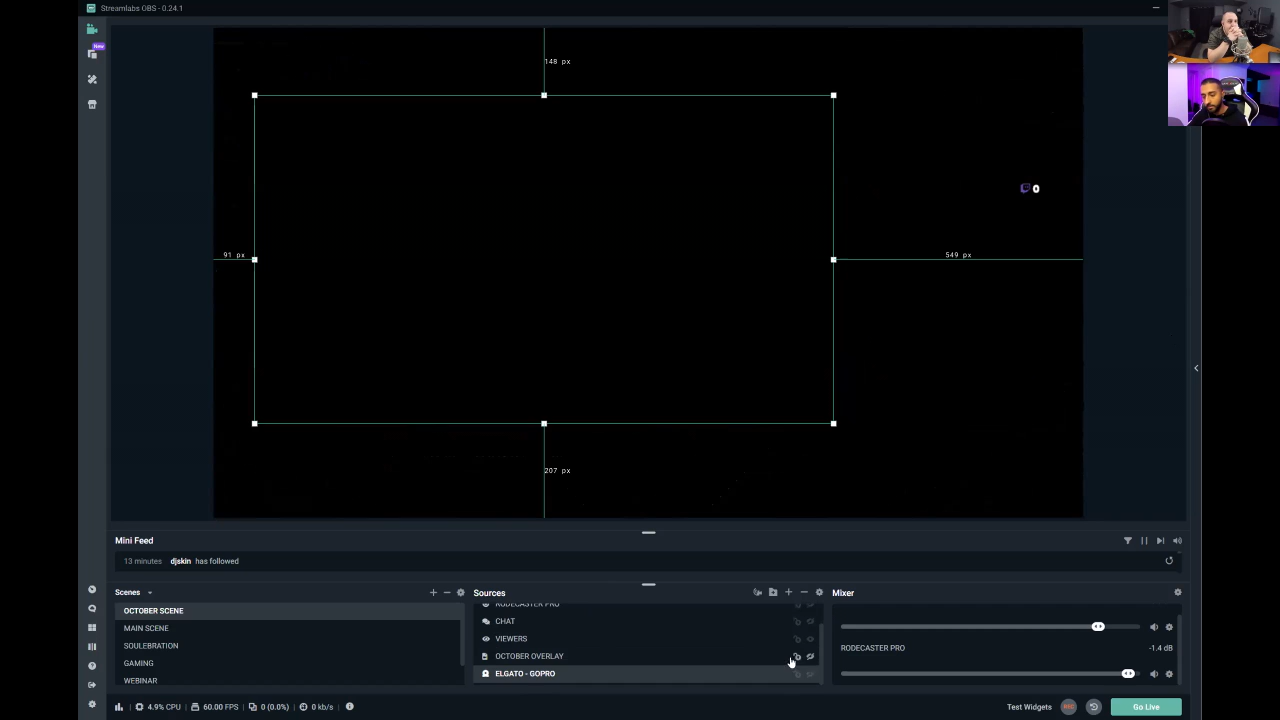 Streamlabs OBS - 0.24.1
New
148 px
0
91 px
549 px
207 px
Mini Feed
13 minutes djskin has followed
Scenes
Sources
Mixer
OCTOBER SCENE
MAIN SCENE
SOULEBRATION
GAMING
WEBINAR
RODECASTER PRO
CHAT
VIEWERS
OCTOBER OVERLAY
ELGATO - GOPRO
RODECASTER PRO -1.4 dB
4.9% CPU 60.00 FPS 0 (0.0%) 0 kb/s
Test Widgets REC Go Live